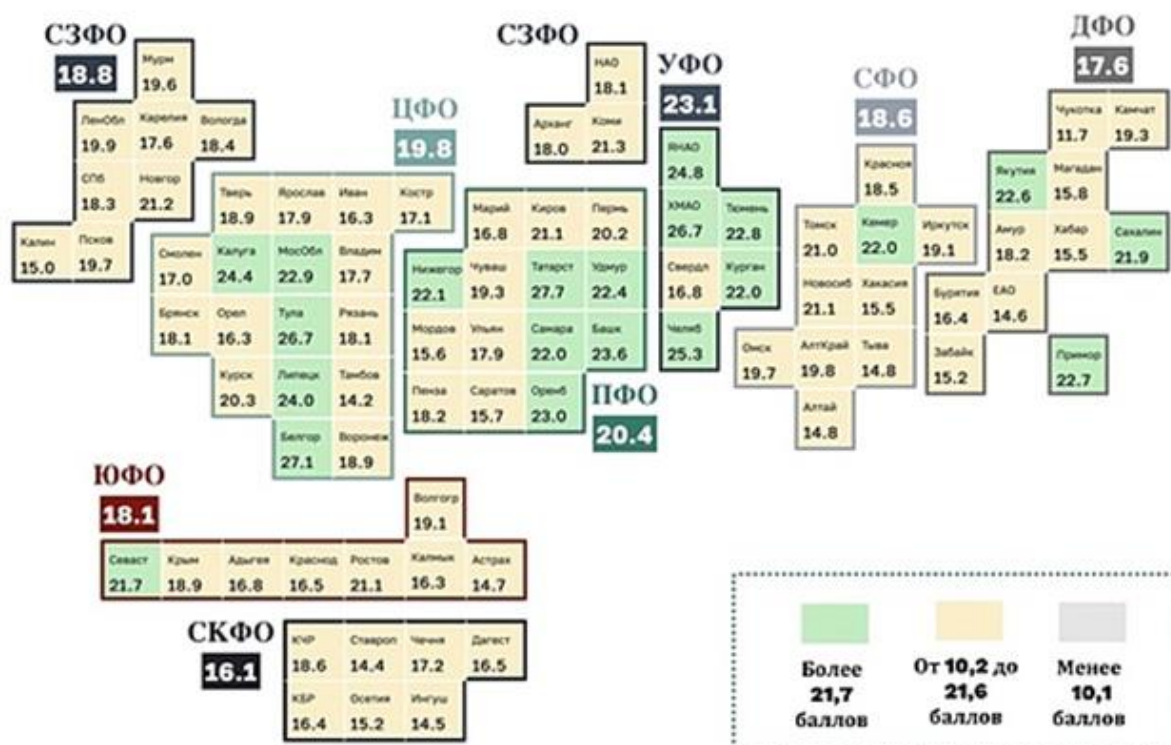 СЗФО
18.8
Мурм
19.6
ЛенОбл Карелия Вологда
19.9 17.6 18.4
СПб Новгор
18.3 21.2
Калин Псков
15.0 19.7
ЦФО
19.8
Тверь Ярослав Иван Костр
18.9 17.9 16.3 17.1
Смолен Калуга МосОбл Владим
17.0 24.4 22.9 17.7
Брянск Орел Тула Рязань
18.1 16.3 26.7 18.1
Курск Липецк Тамбов
20.3 24.0 14.2
Белгор Воронеж
27.1 18.9
СЗФО
НАО
18.1
Арханг Коми
18.0 21.3
Марий Киров Пермь
16.8 21.1 20.2
Нижегор Чуваш Татарст Удмур
22.1 19.3 27.7 22.4
Мордов Ульян Самара Башк
15.6 17.9 22.0 23.6
Пенза Саратов Оренб
18.2 15.7 23.0
ПФО
20.4
УФО
23.1
ЯНАО
24.8
ХМАО Тюмень
26.7 22.8
Свердл Курган
16.8 22.0
Челяб
25.3
СФО
18.6
Красноя
18.5
Томск Кемер Иркутск
21.0 22.0 19.1
Новосиб Хакасия
21.1 15.5
Омск АлтКрай Тыва
19.7 19.8 14.8
Алтай
14.8
ДФО
17.6
Чукотка Камчат
11.7 19.3
Якутия Магадан
22.6 15.8
Амур Хабар Сахалин
18.2 15.5 21.9
Бурятия ЕАО
16.4 14.6
Забайк Примор
15.2 22.7
ЮФО
18.1
Волгогр
19.1
Севаст Крым Адыгея Краснод Ростов Калмык Астрах
21.7 18.9 16.8 16.5 21.1 16.3 14.7
СКФО
16.1
КЧР Ставроп Чечня Дагест
18.6 14.4 17.2 16.5
КБР Осетия Ингуш
16.4 15.2 14.5
Более От 10,2 до Менее
21,7 21,6 10,1
баллов баллов баллов